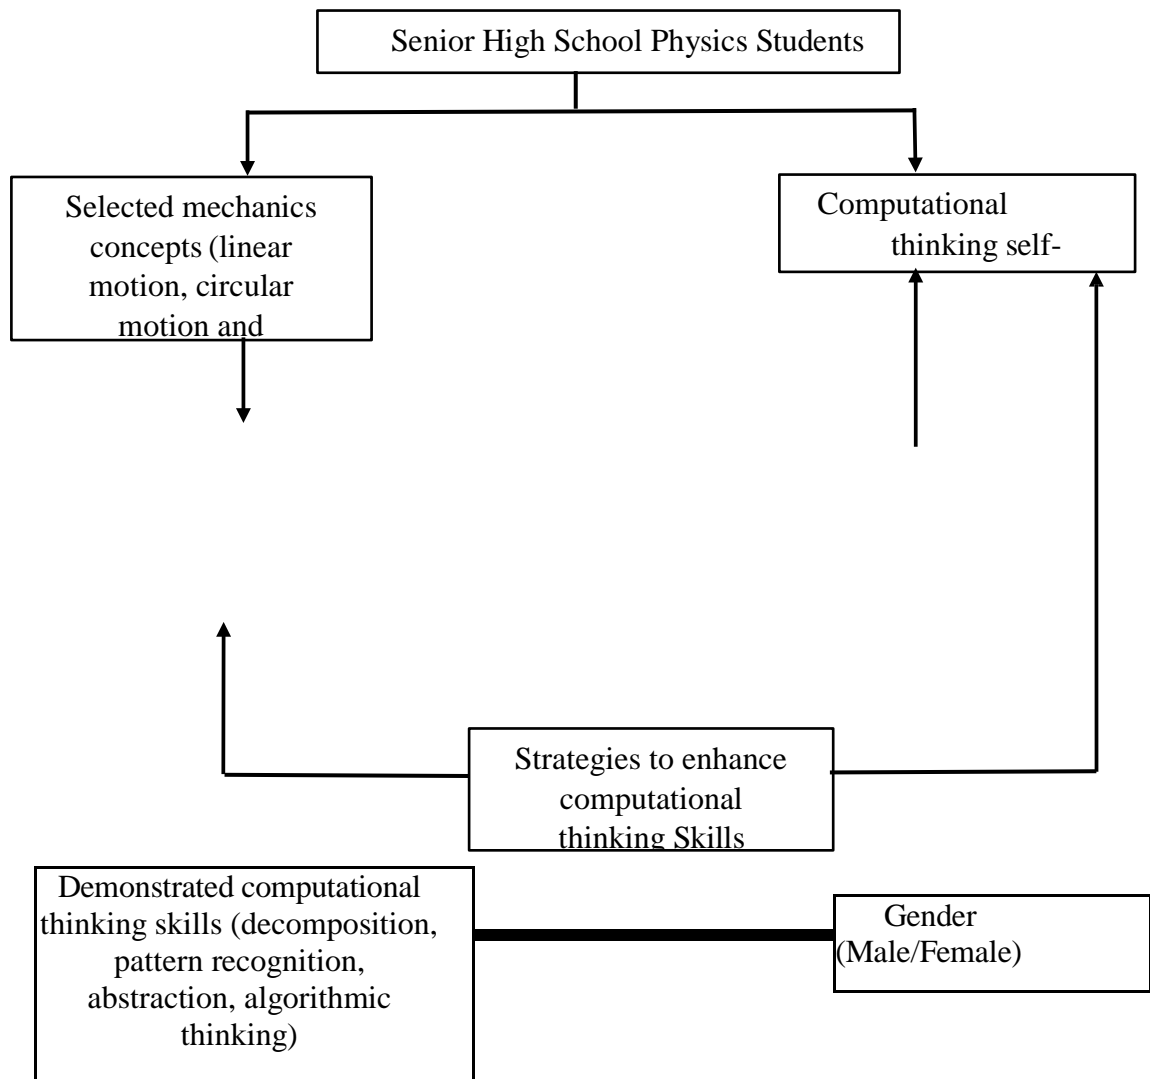 Senior High School Physics Students
Selected mechanics
concepts (linear
motion, circular
motion and
Computational
thinking self-
Strategies to enhance
computational
thinking Skills
Demonstrated computational
thinking skills (decomposition,
pattern recognition,
abstraction, algorithmic
thinking)
Gender
(Male/Female)